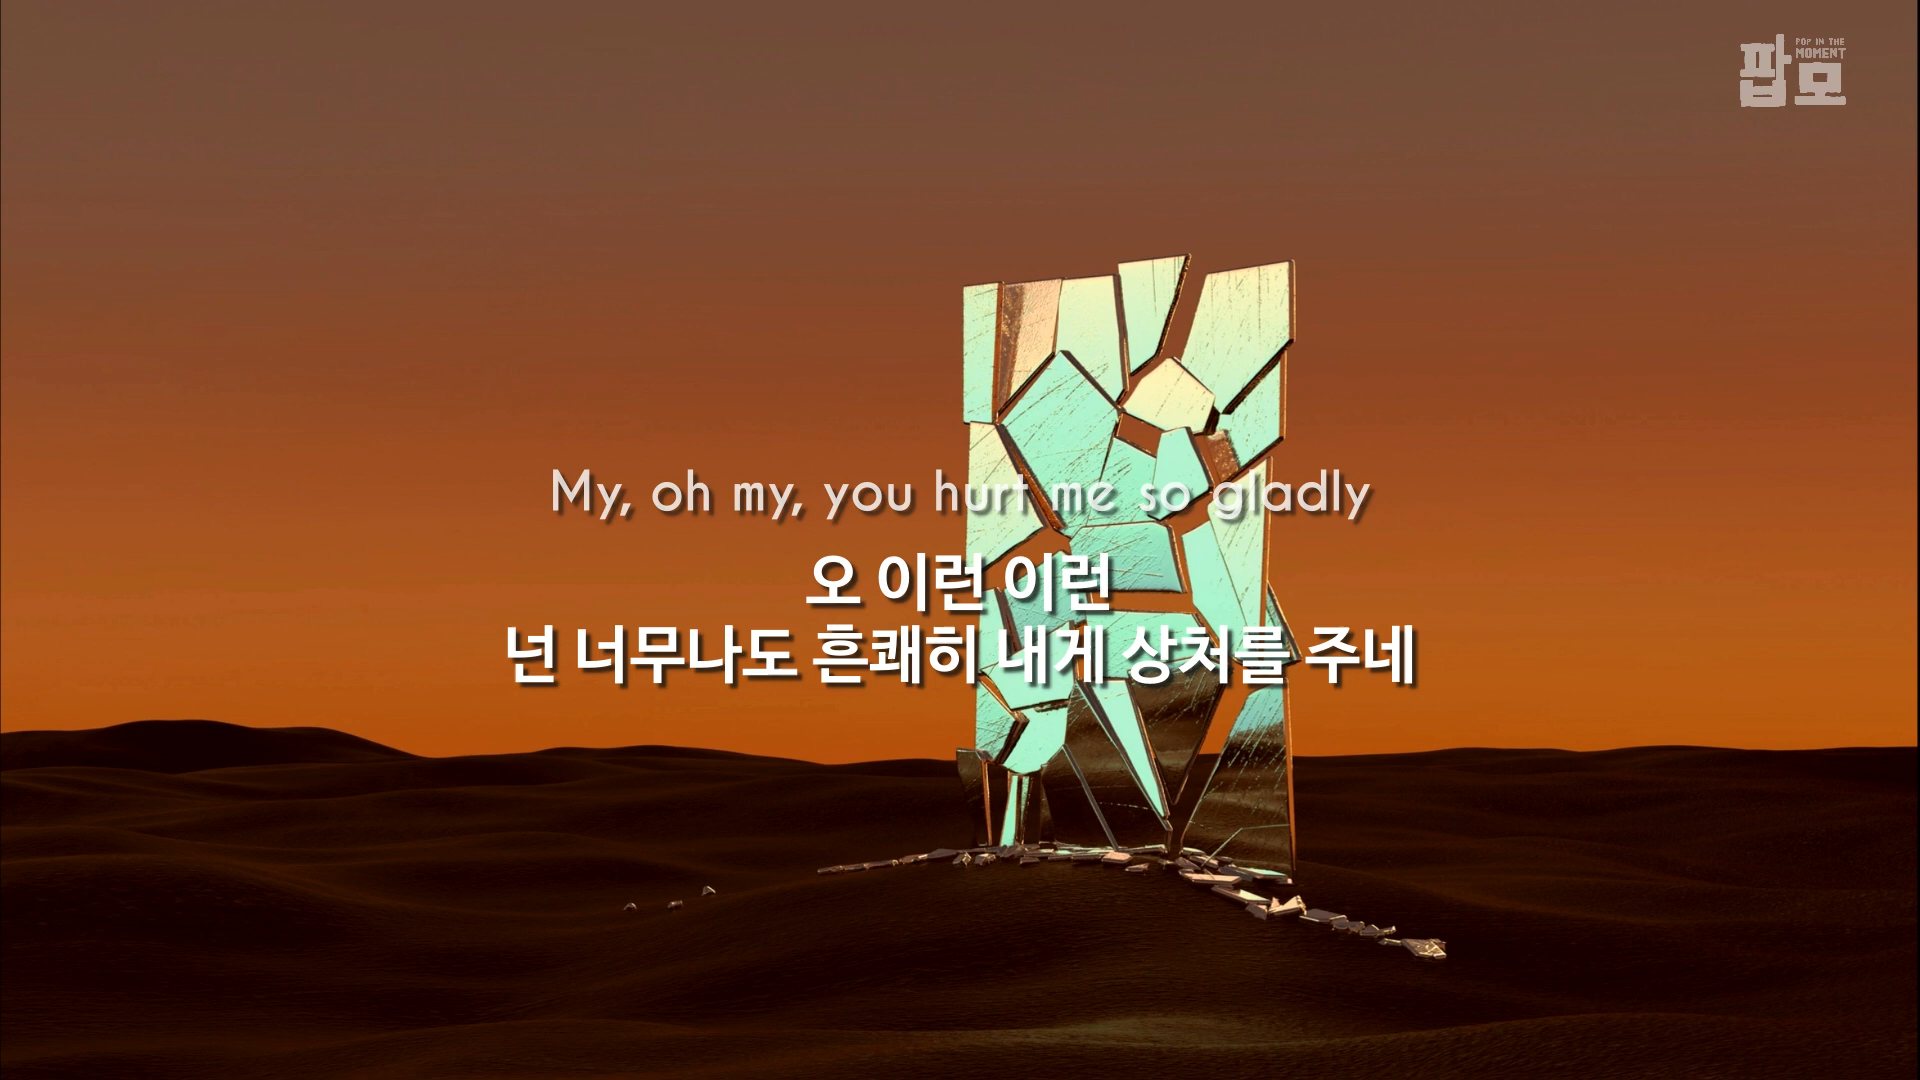 POP IN THE
MOMENT
팝모
My, oh my, you hurt me so gladly
오 이런 이런
넌 너무나도 흔쾌히 내게 상처를 주네